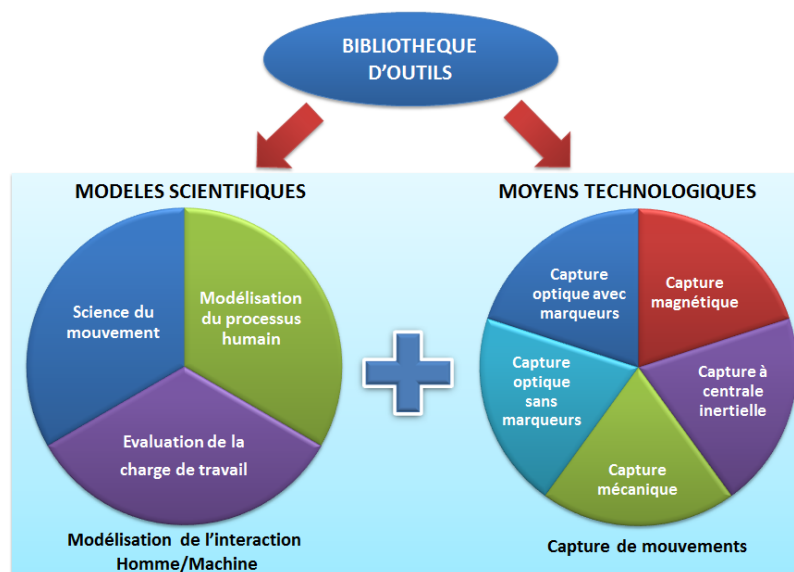 BIBLIOTHEQUE
D'OUTILS
MODELES SCIENTIFIQUES
Science du
mouvement
Modélisation
du processus
humain
Evaluation de la
charge de travail
Modélisation de l'interaction
Homme/Machine
MOYENS TECHNOLOGIQUES
Capture
optique avec
marqueurs
Capture
magnétique
Capture
optique
sans
marqueurs
Capture à
centrale
inertielle
Capture
mécanique
Capture de mouvements